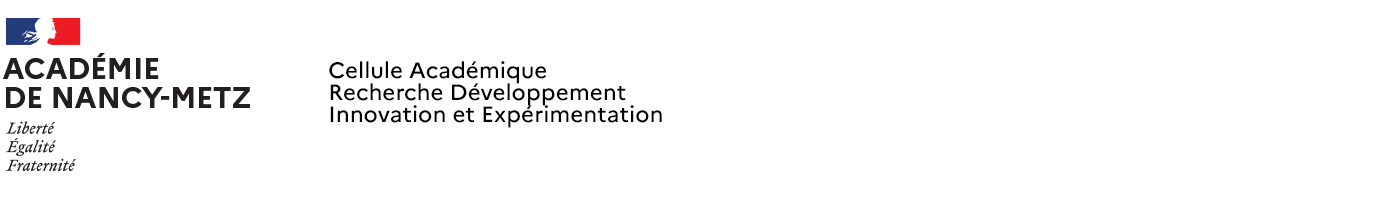 ACADÉMIE
DE NANCY-METZ
Liberté
Égalité
Fraternité
Cellule Académique
Recherche Développement
Innovation et Expérimentation